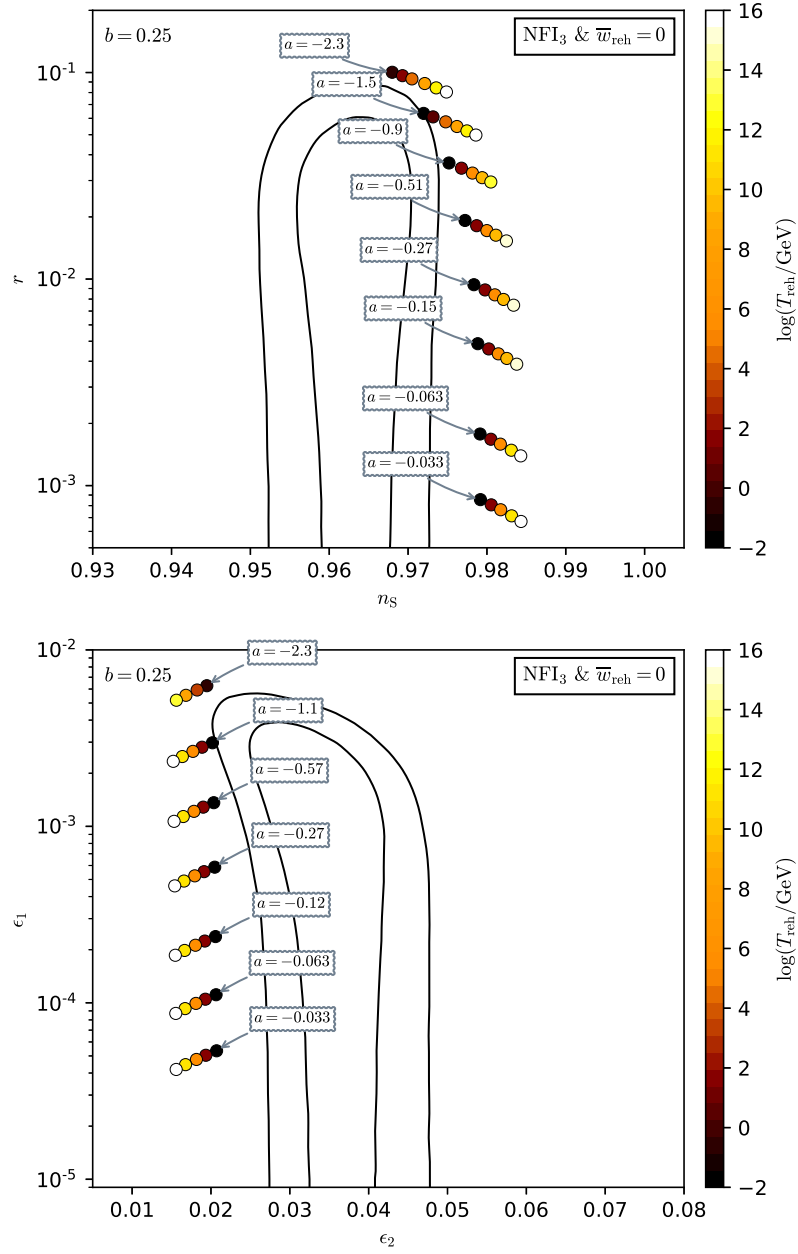 b = 0.25
NFI₃ & w̅_reh = 0
a = −2.3
a = −1.5
a = −0.9
a = −0.51
a = −0.27
a = −0.15
a = −0.063
a = −0.033
10⁻¹
10⁻²
10⁻³
r
0.93 0.94 0.95 0.96 0.97 0.98 0.99 1.00
n_S
16
14
12
10
8
6
4
2
0
−2
log(T_reh/GeV)
b = 0.25
NFI₃ & w̅_reh = 0
a = −2.3
a = −1.1
a = −0.57
a = −0.27
a = −0.12
a = −0.063
a = −0.033
10⁻²
10⁻³
10⁻⁴
10⁻⁵
ϵ₁
0.01 0.02 0.03 0.04 0.05 0.06 0.07 0.08
ϵ₂
16
14
12
10
8
6
4
2
0
−2
log(T_reh/GeV)